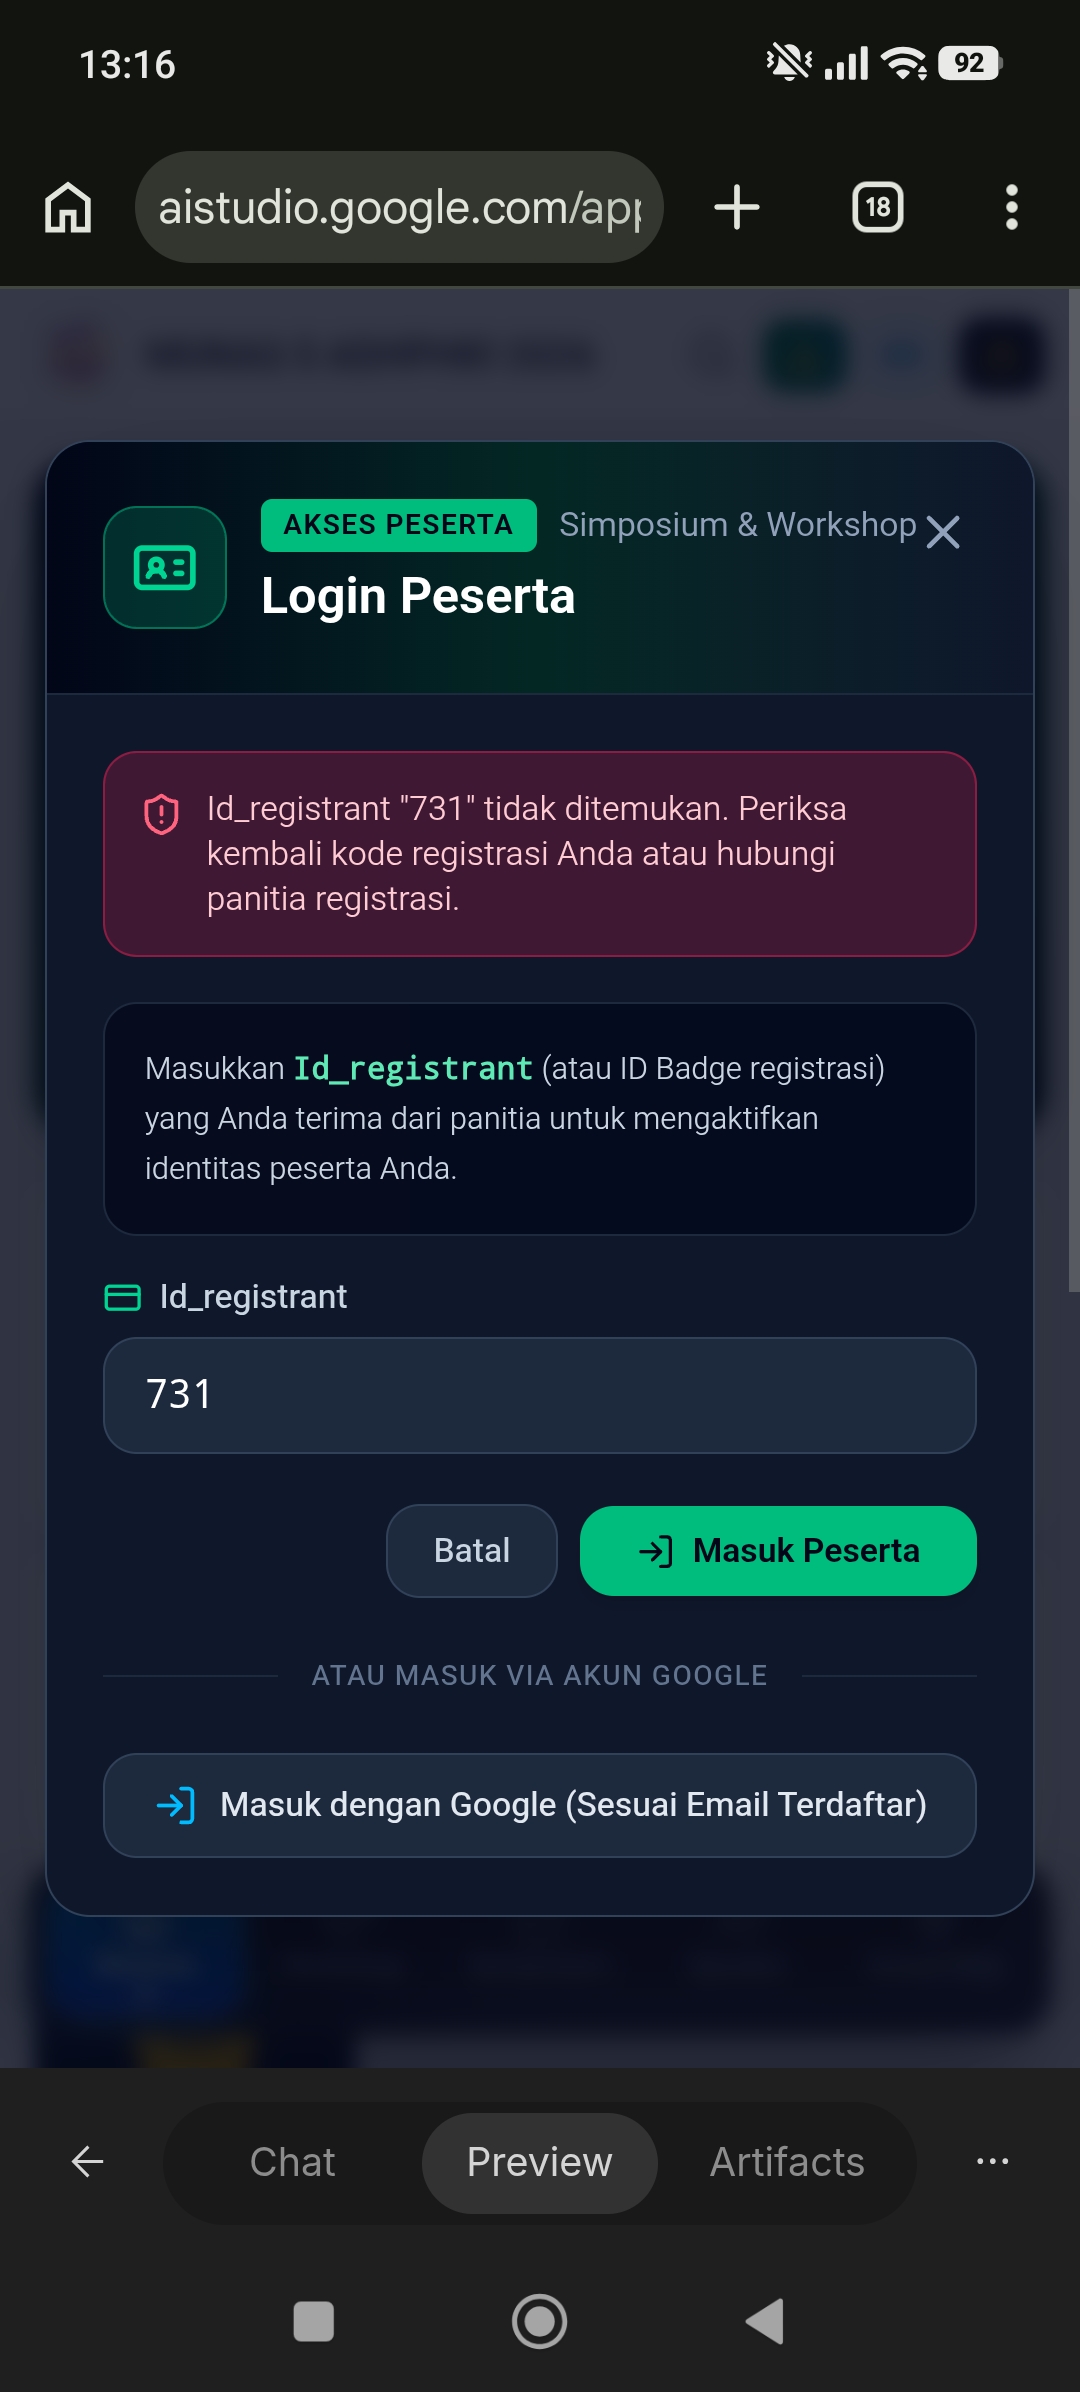 13:16
92
aistudio.google.com/app
18
AKSES PESERTA Simposium & Workshop
Login Peserta
Id_registrant "731" tidak ditemukan. Periksa
kembali kode registrasi Anda atau hubungi
panitia registrasi.
Masukkan Id_registrant (atau ID Badge registrasi)
yang Anda terima dari panitia untuk mengaktifkan
identitas peserta Anda.
Id_registrant
731
Batal
Masuk Peserta
ATAU MASUK VIA AKUN GOOGLE
Masuk dengan Google (Sesuai Email Terdaftar)
Chat
Preview
Artifacts